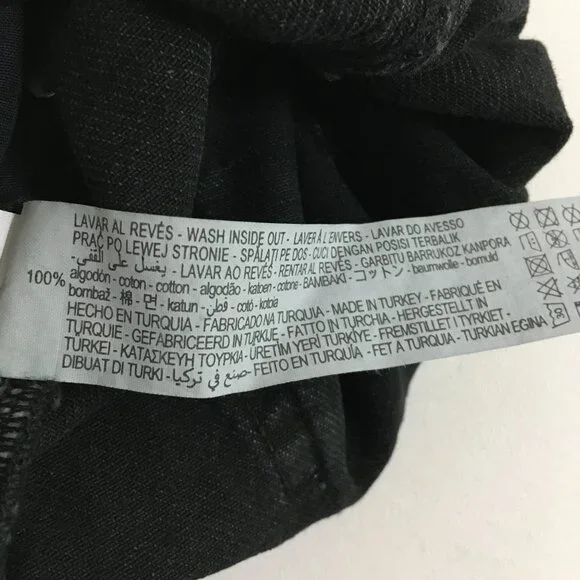 LAVAR AL REVÉS - WASH INSIDE OUT - LAVER À L'ENVERS - LAVAR DO AVESSO
PRAĆ PO LEWEJ STRONIE - SPĂLAȚI PE DOS - CUCI DENGAN POSISI TERBALIK
يغسل على القفى - LAVAR AO REVÉS - RENTAR AL REVÉS - GARBITU BARRUKOZ KANPORA
100% algodón - coton - cotton - algodão - katoen - cotone - ΒΑΜΒΑΚΙ - コットン - baumwolle - bomuld
bombaž - 棉 - 면 - katun - قطن - cotó - kotoia
HECHO EN TURQUIA - FABRICADO NA TURQUIA - MADE IN TURKEY - FABRIQUÉ EN
TURQUIE - GEFABRICEERD IN TURKIJE - FATTO IN TURCHIA - HERGESTELLT IN
TURKEI - ΚΑΤΑΣΚΕΥΗ ΤΟΥΡΚΙΑ - ÜRETİM YERİ TÜRKİYE - FREMSTILLET I TYRKIET -
DIBUAT DI TURKI - صنع في تركيا - FEITO EN TURQUÍA - FET A TURQUIA - TURKIAN EGINA